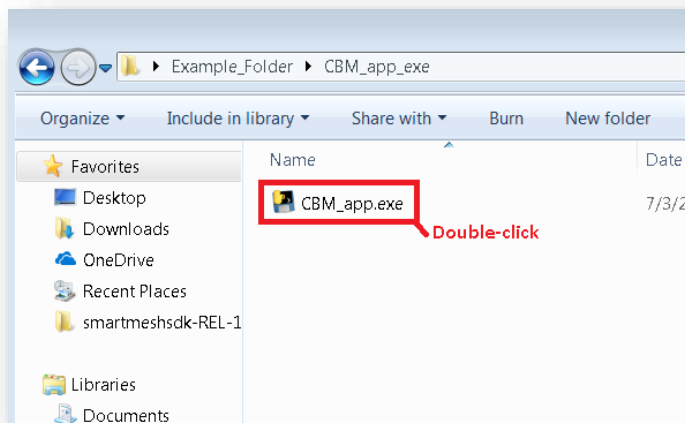 Example_Folder CBM_app_exe
Organize Include in library Share with Burn New folder
Favorites
Desktop
Downloads
OneDrive
Recent Places
smartmeshsdk-REL-1
Libraries
Documents
Name Date
CBM_app.exe 7/3/2
Double-click